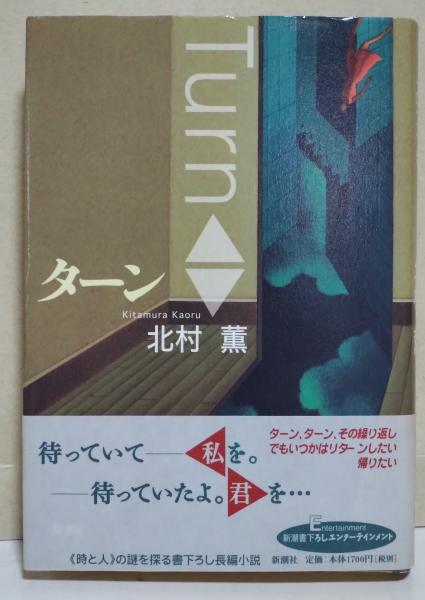 Turn
ターン
Kitamura Kaoru
北村 薫
待っていて──私を。
──待っていたよ。君を…
ターン、ターン、その繰り返し
でもいつかはリターンしたい
帰りたい
Entertainment
新潮書下ろしエンターテインメント
《時と人》の謎を探る書下ろし長編小説
新潮社 定価：本体1700円［税別］